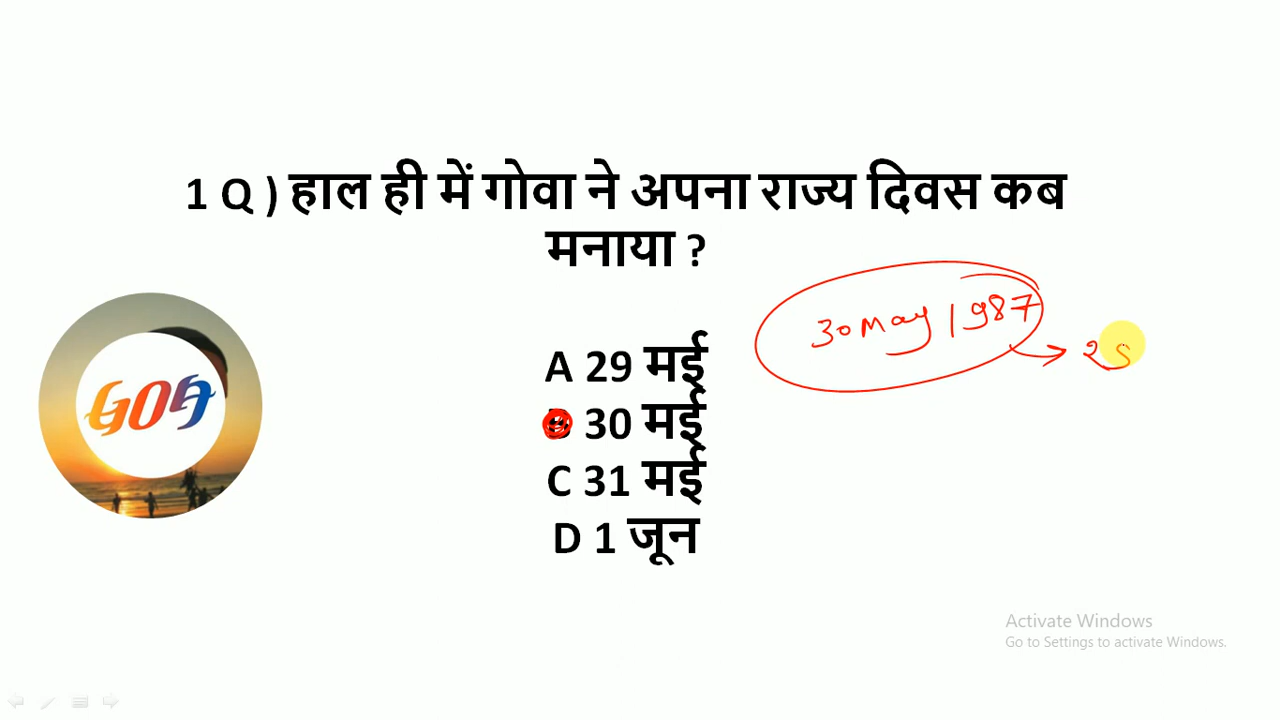 1 Q ) हाल ही में गोवा ने अपना राज्य दिवस कब
मनाया ?
30 May 1987
A 29 मई
30 मई
C 31 मई
D 1 जून
GOA
Activate Windows
Go to Settings to activate Windows.